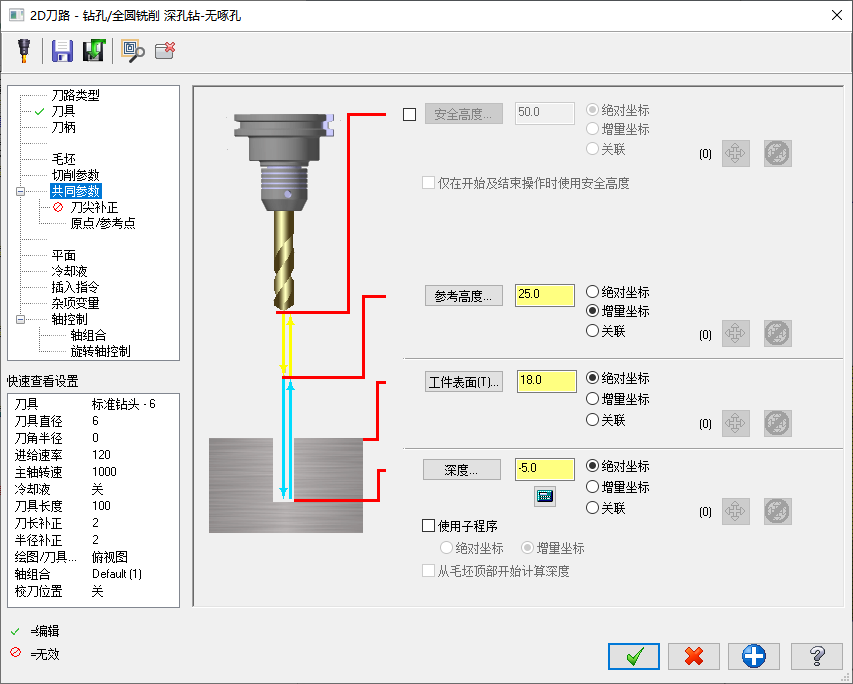 2D刀路 - 钻孔/全圆铣削 深孔钻-无啄孔
刀路类型
刀具
刀柄
毛坯
切削参数
共同参数
刀尖补正
原点/参考点
平面
冷却液
插入指令
杂项变量
轴控制
轴组合
旋转轴控制
快速查看设置
刀具 标准钻头 - 6
刀具直径 6
刀角半径 0
进给速率 120
主轴转速 1000
冷却液 关
刀具长度 100
刀长补正 2
半径补正 2
绘图/刀具... 俯视图
轴组合 Default (1)
校刀位置 关
=编辑
=无效
安全高度... 50.0 绝对坐标
增量坐标
关联 (0)
仅在开始及结束操作时使用安全高度
参考高度... 25.0 绝对坐标
增量坐标
关联 (0)
工件表面(T)... 18.0 绝对坐标
增量坐标
关联 (0)
深度... -5.0 绝对坐标
增量坐标
关联 (0)
使用子程序
绝对坐标 增量坐标
从毛坯顶部开始计算深度